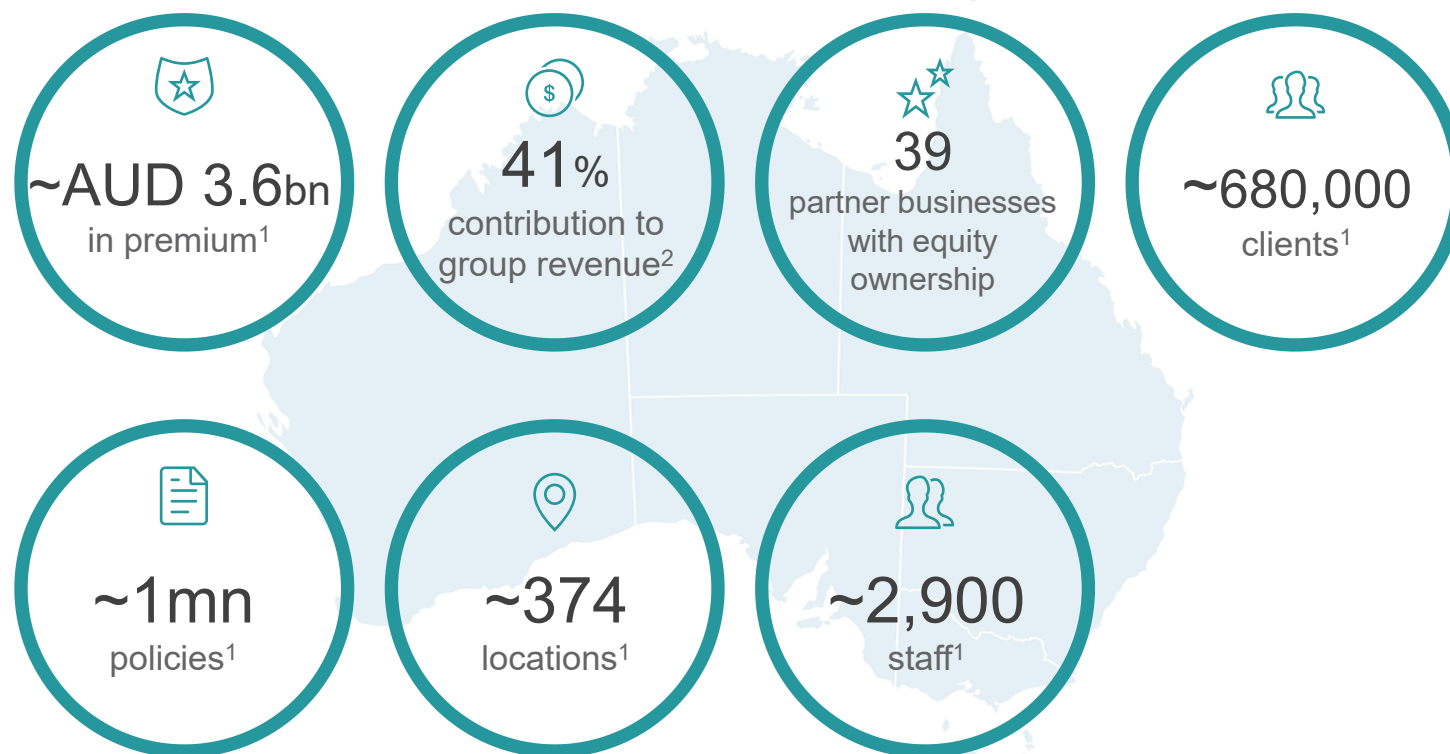 ~AUD 3.6bn
in premium¹
$
41%
contribution to
group revenue²
39
partner businesses
with equity
ownership
~680,000
clients¹
~1mn
policies¹
~374
locations¹
~2,900
staff¹